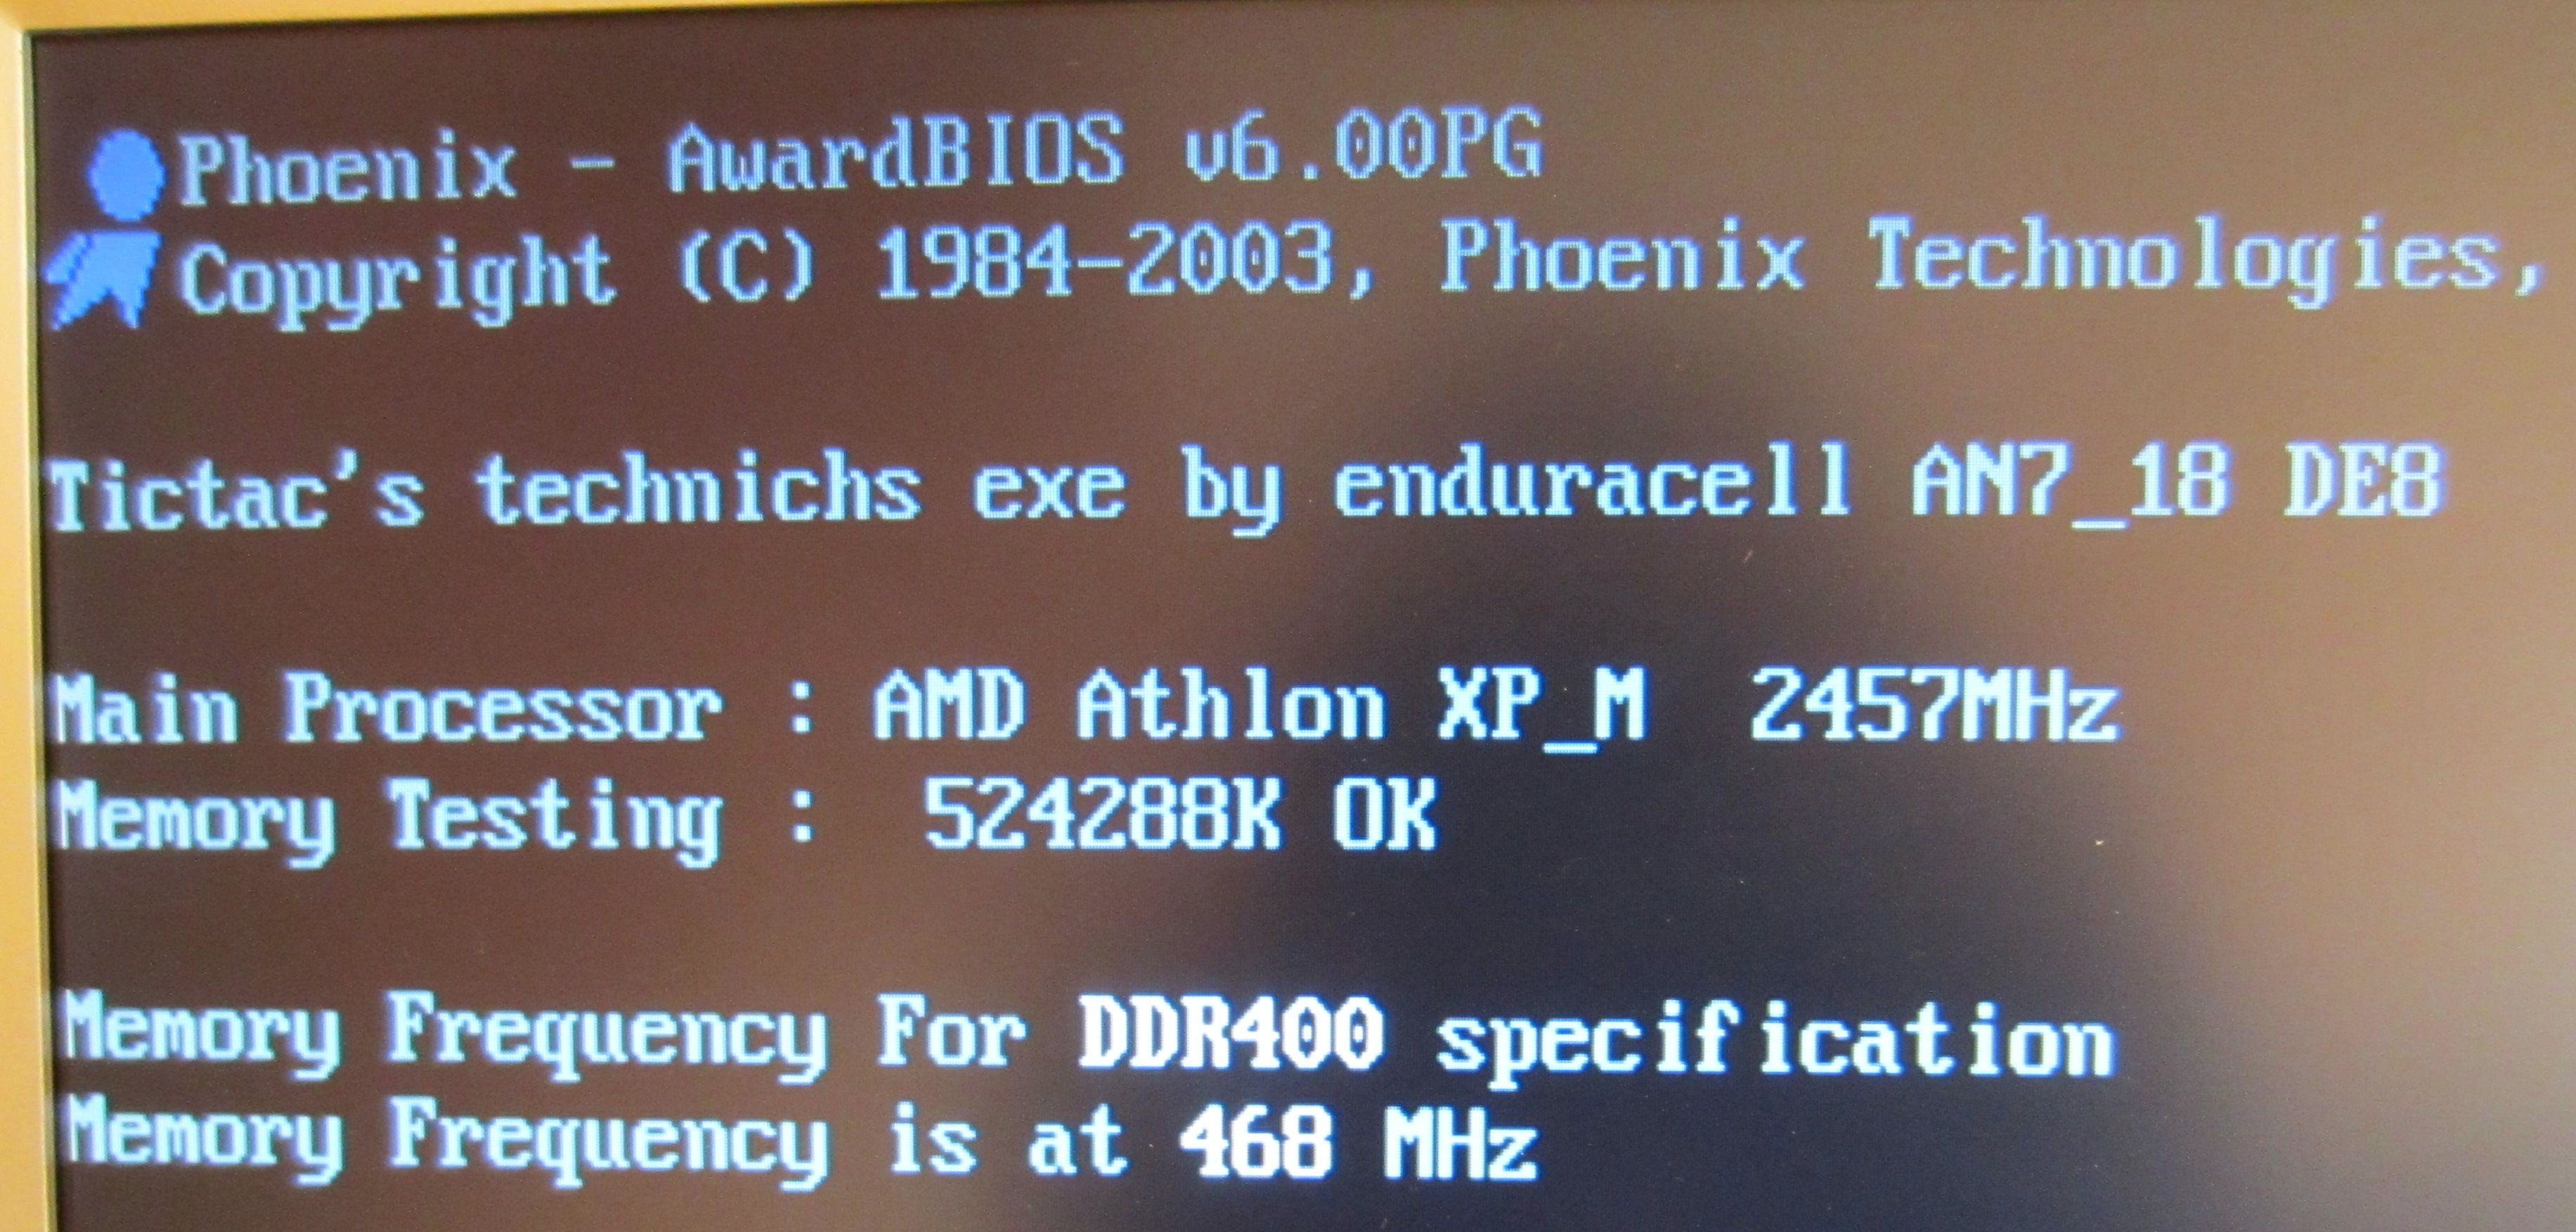 Phoenix - AwardBIOS v6.00PG
Copyright (C) 1984-2003, Phoenix Technologies,
Tictac's technichs exe by enduracell AN7_18 DE8
Main Processor : AMD Athlon XP_M 2457MHz
Memory Testing : 524288K OK
Memory Frequency For DDR400 specification
Memory Frequency is at 468 MHz